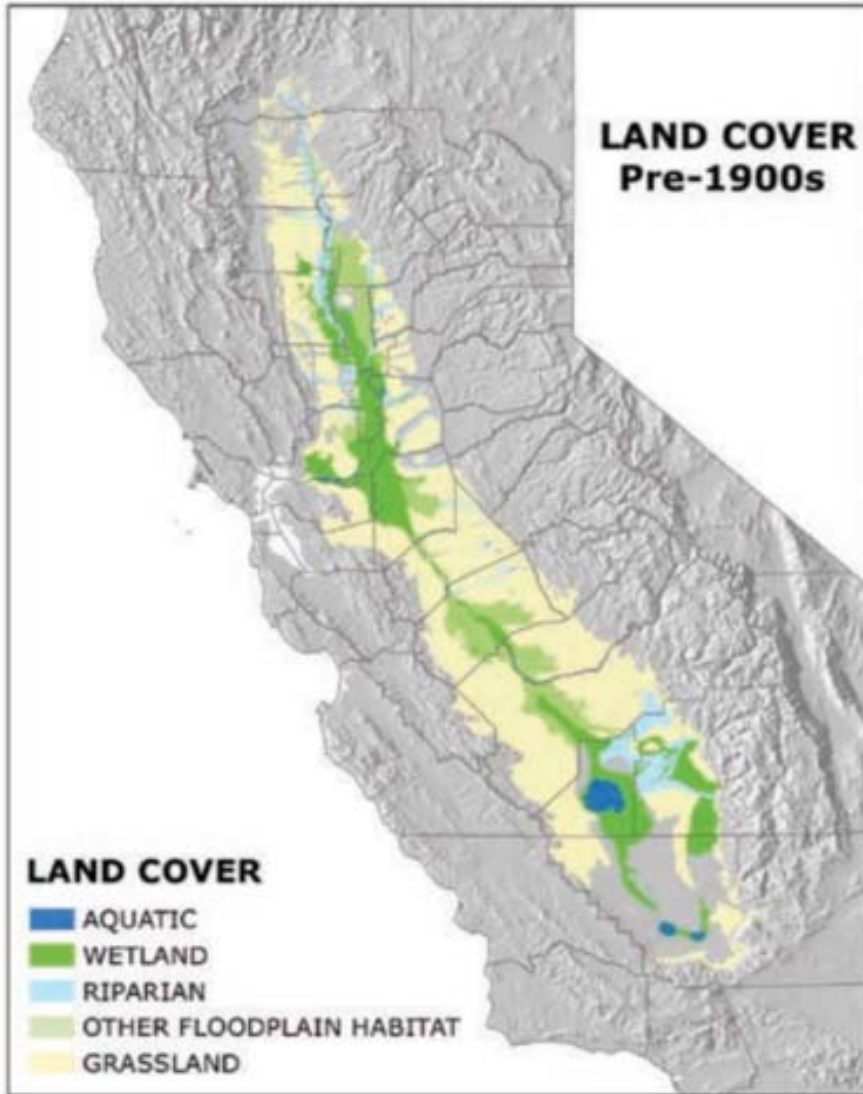 LAND COVER
Pre-1900s
LAND COVER
AQUATIC
WETLAND
RIPARIAN
OTHER FLOODPLAIN HABITAT
GRASSLAND